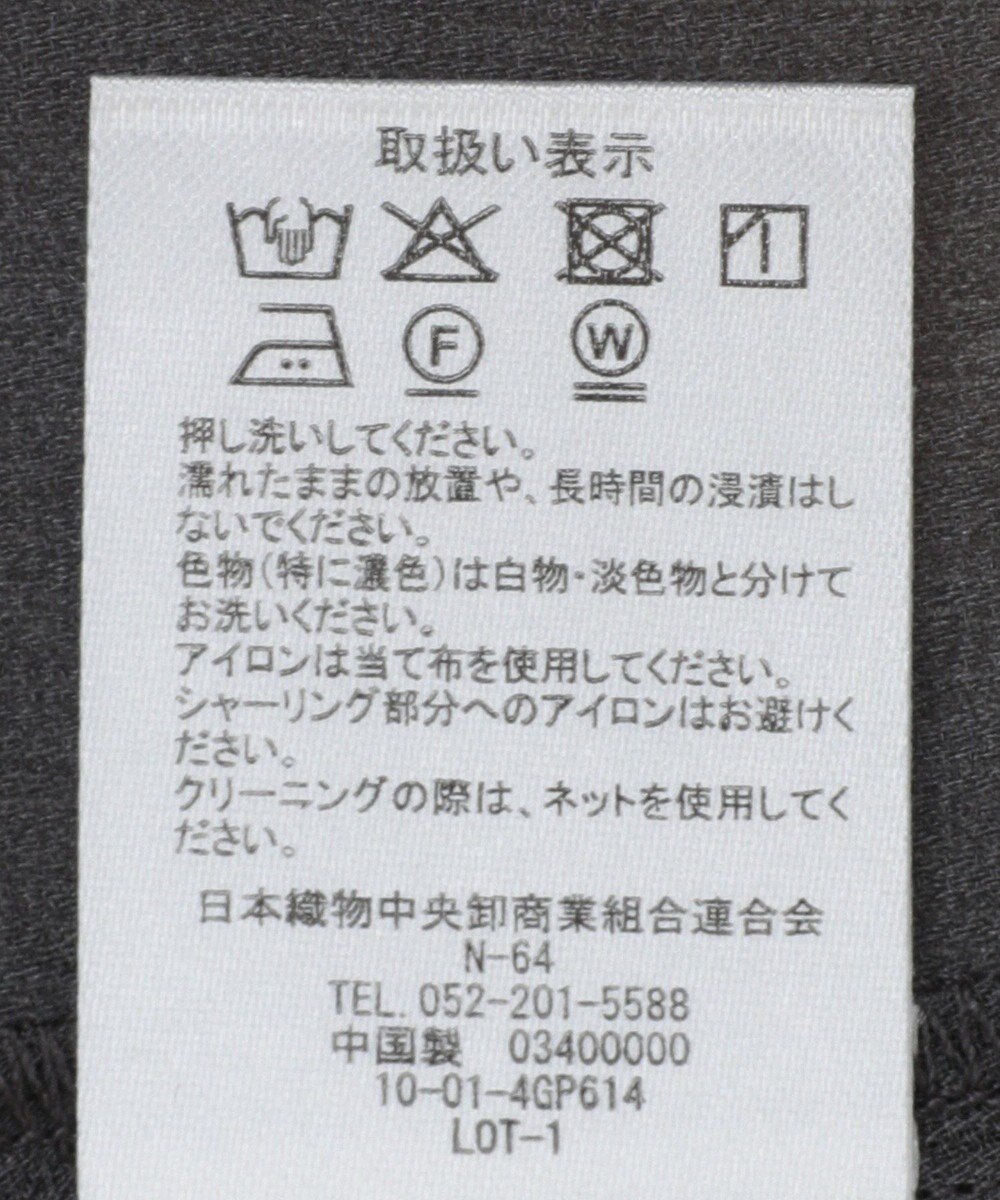 取扱い表示
F W
押し洗いしてください。
濡れたままの放置や、長時間の浸漬はし
ないでください。
色物(特に濃色)は白物・淡色物と分けて
お洗いください。
アイロンは当て布を使用してください。
シャーリング部分へのアイロンはお避けく
ださい。
クリーニングの際は、ネットを使用してく
ださい。
日本織物中央卸商業組合連合会
N-64
TEL.052-201-5588
中国製 03400000
10-01-4GP614
LOT-1